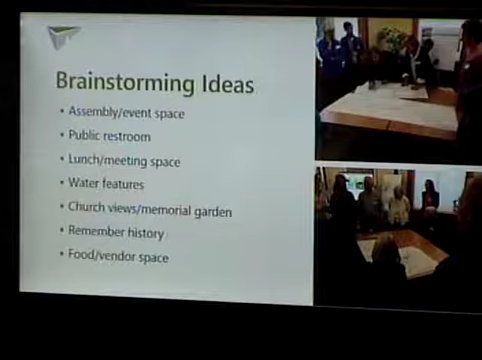 Brainstorming Ideas
• Assembly/event space
• Public restroom
• Lunch/meeting space
• Water features
• Church views/memorial garden
• Remember history
• Food/vendor space